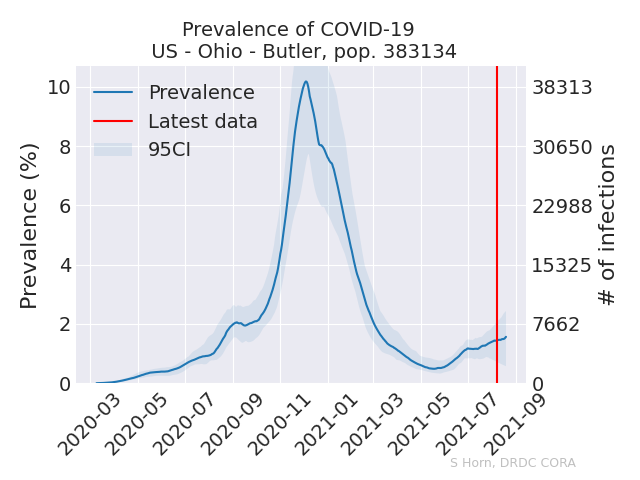 Prevalence of COVID-19
US - Ohio - Butler, pop. 383134
Prevalence
Latest data
95CI
Prevalence (%)
10
8
6
4
2
0
38313
30650
22988
15325
7662
0
# of infections
2020-03
2020-05
2020-07
2020-09
2020-11
2021-01
2021-03
2021-05
2021-07
2021-09
S Horn, DRDC CORA